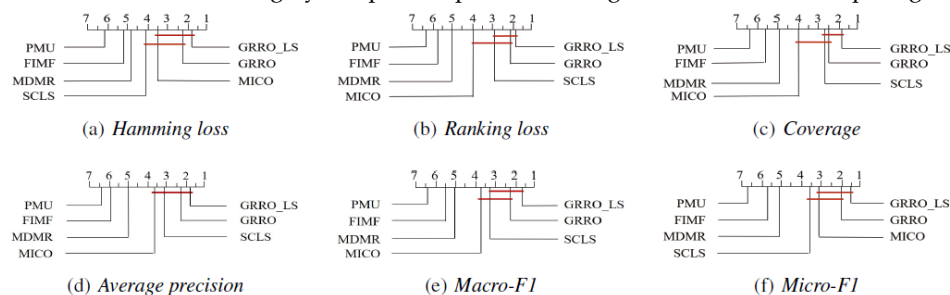 7 6 5 4 3 2 1
PMU GRRO_LS
FIMF GRRO
MDMR MICO
SCLS
(a) Hamming loss
7 6 5 4 3 2 1
PMU GRRO_LS
FIMF GRRO
MDMR SCLS
MICO
(b) Ranking loss
7 6 5 4 3 2 1
PMU GRRO_LS
FIMF GRRO
MDMR SCLS
MICO
(c) Coverage
7 6 5 4 3 2 1
PMU GRRO_LS
FIMF GRRO
MDMR SCLS
MICO
(d) Average precision
7 6 5 4 3 2 1
PMU GRRO_LS
FIMF GRRO
MDMR SCLS
MICO
(e) Macro-F1
7 6 5 4 3 2 1
PMU GRRO_LS
FIMF GRRO
MDMR MICO
SCLS
(f) Micro-F1